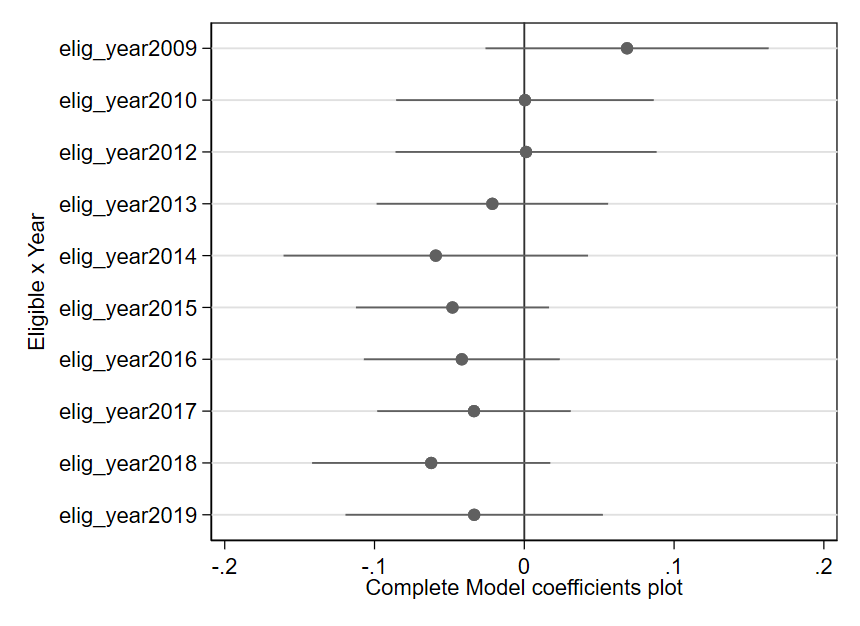 elig_year2009
elig_year2010
elig_year2012
elig_year2013
elig_year2014
elig_year2015
elig_year2016
elig_year2017
elig_year2018
elig_year2019
Eligible x Year
-.2 -.1 0 .1 .2
Complete Model coefficients plot